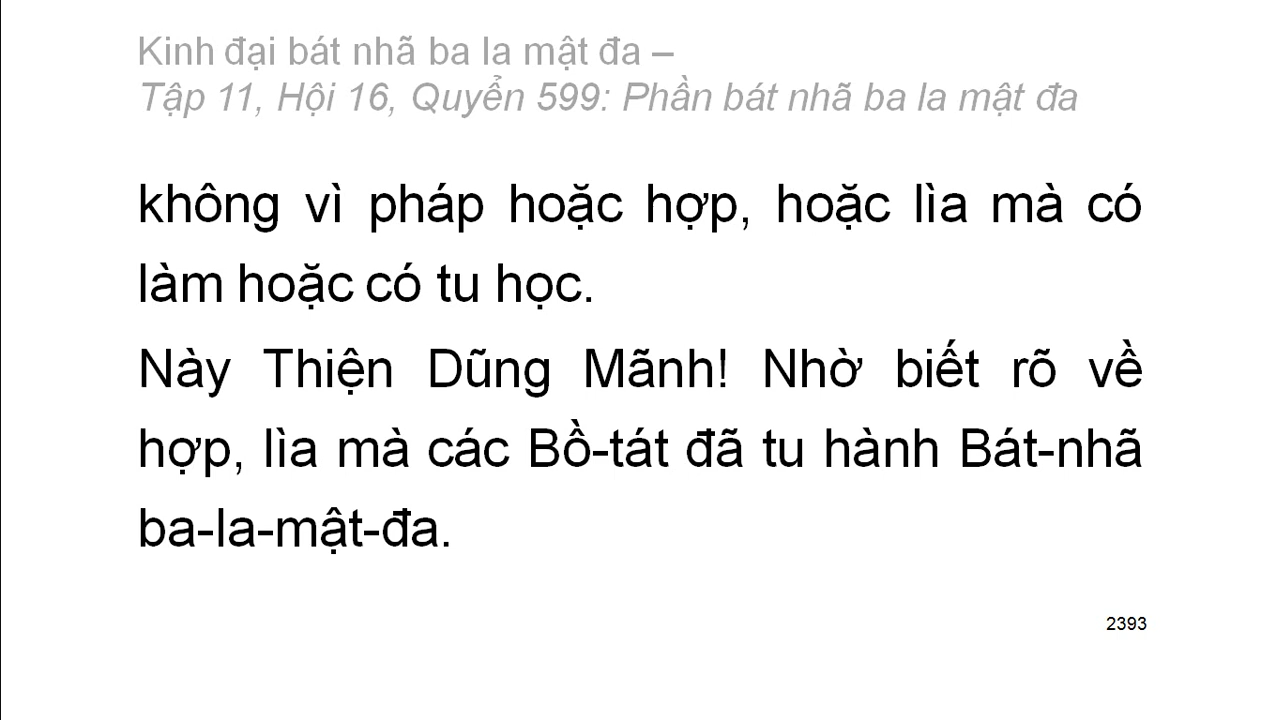 Kinh đại bát nhã ba la mật đa –
Tập 11, Hội 16, Quyển 599: Phần bát nhã ba la mật đa
không vì pháp hoặc hợp, hoặc lìa mà có
làm hoặc có tu học.
Này Thiện Dũng Mãnh! Nhờ biết rõ về
hợp, lìa mà các Bồ-tát đã tu hành Bát-nhã
ba-la-mật-đa.
2393